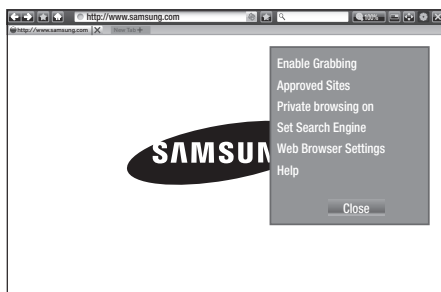 http://www.samsung.com
100%
http://www.samsung.com
New Tab
SAMSUN
Enable Grabbing
Approved Sites
Private browsing on
Set Search Engine
Web Browser Settings
Help
Close